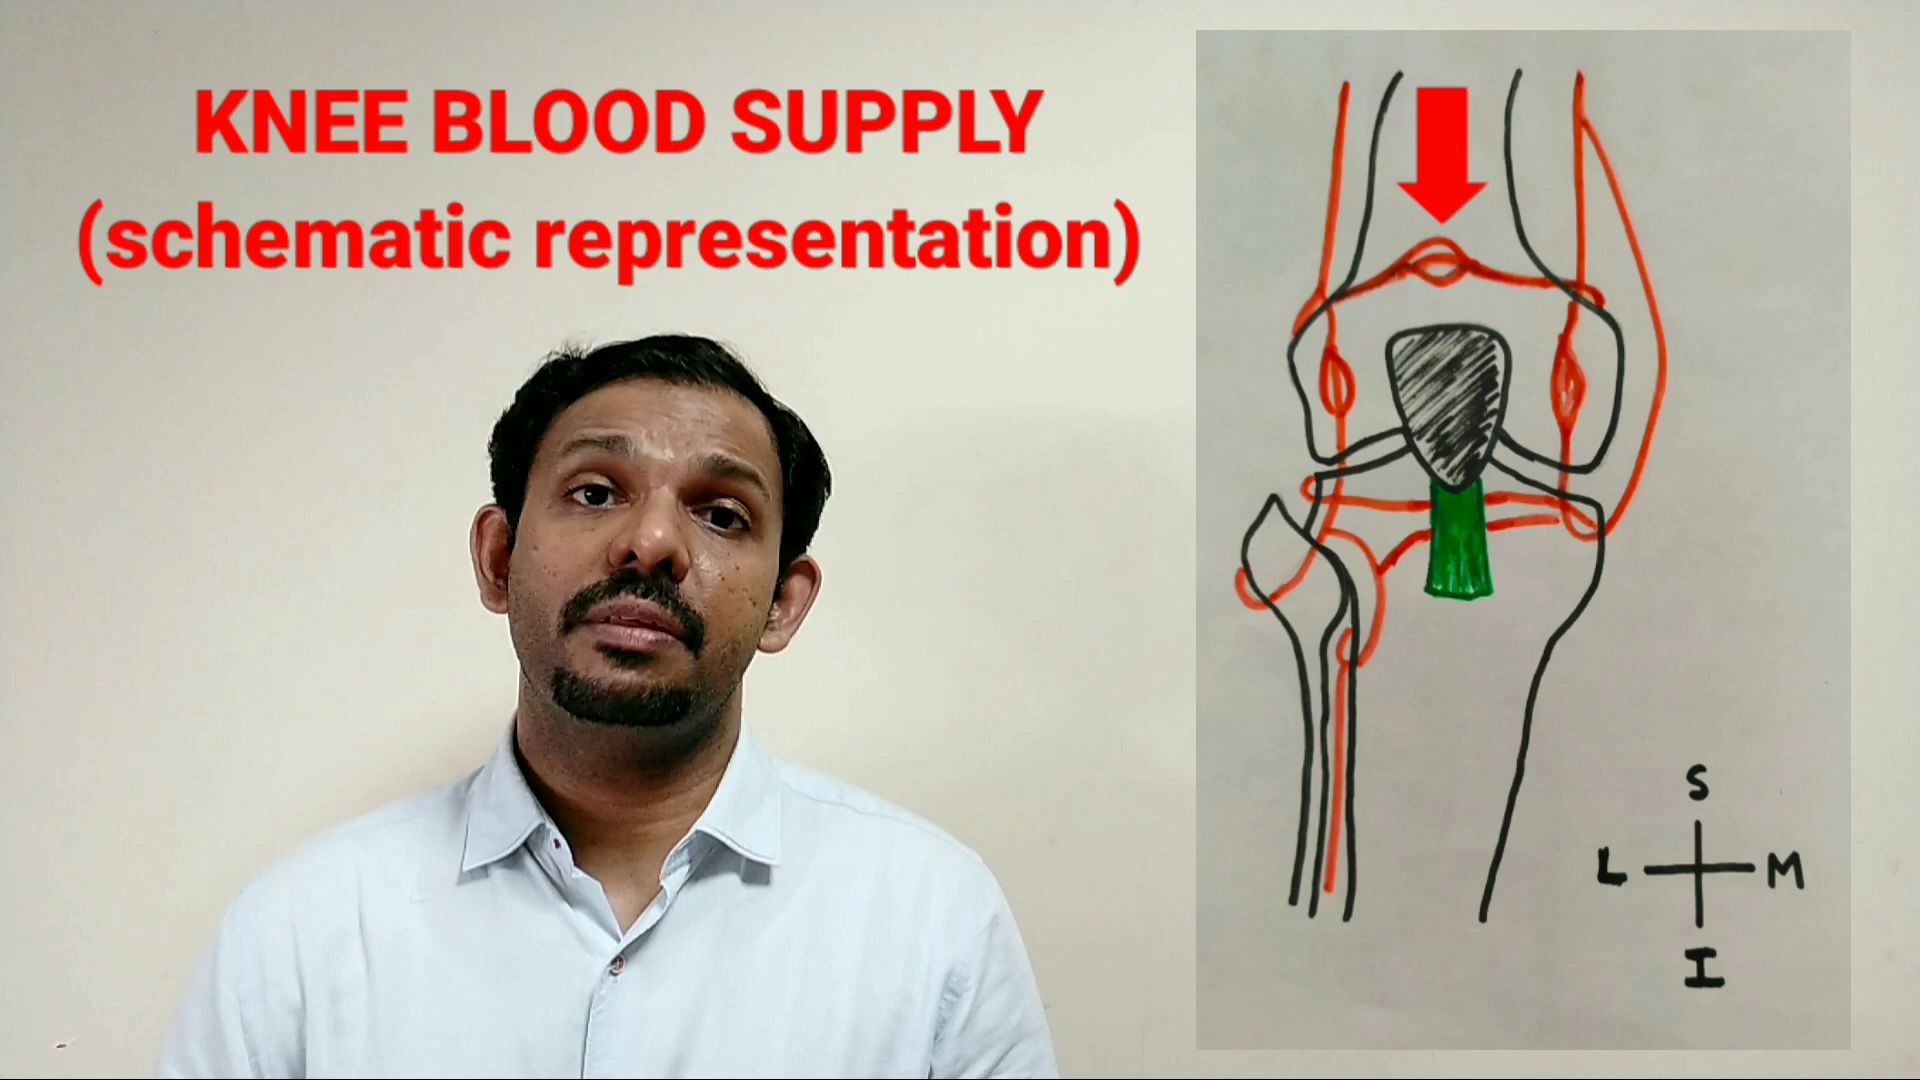 KNEE BLOOD SUPPLY
(schematic representation)
S
L M
I